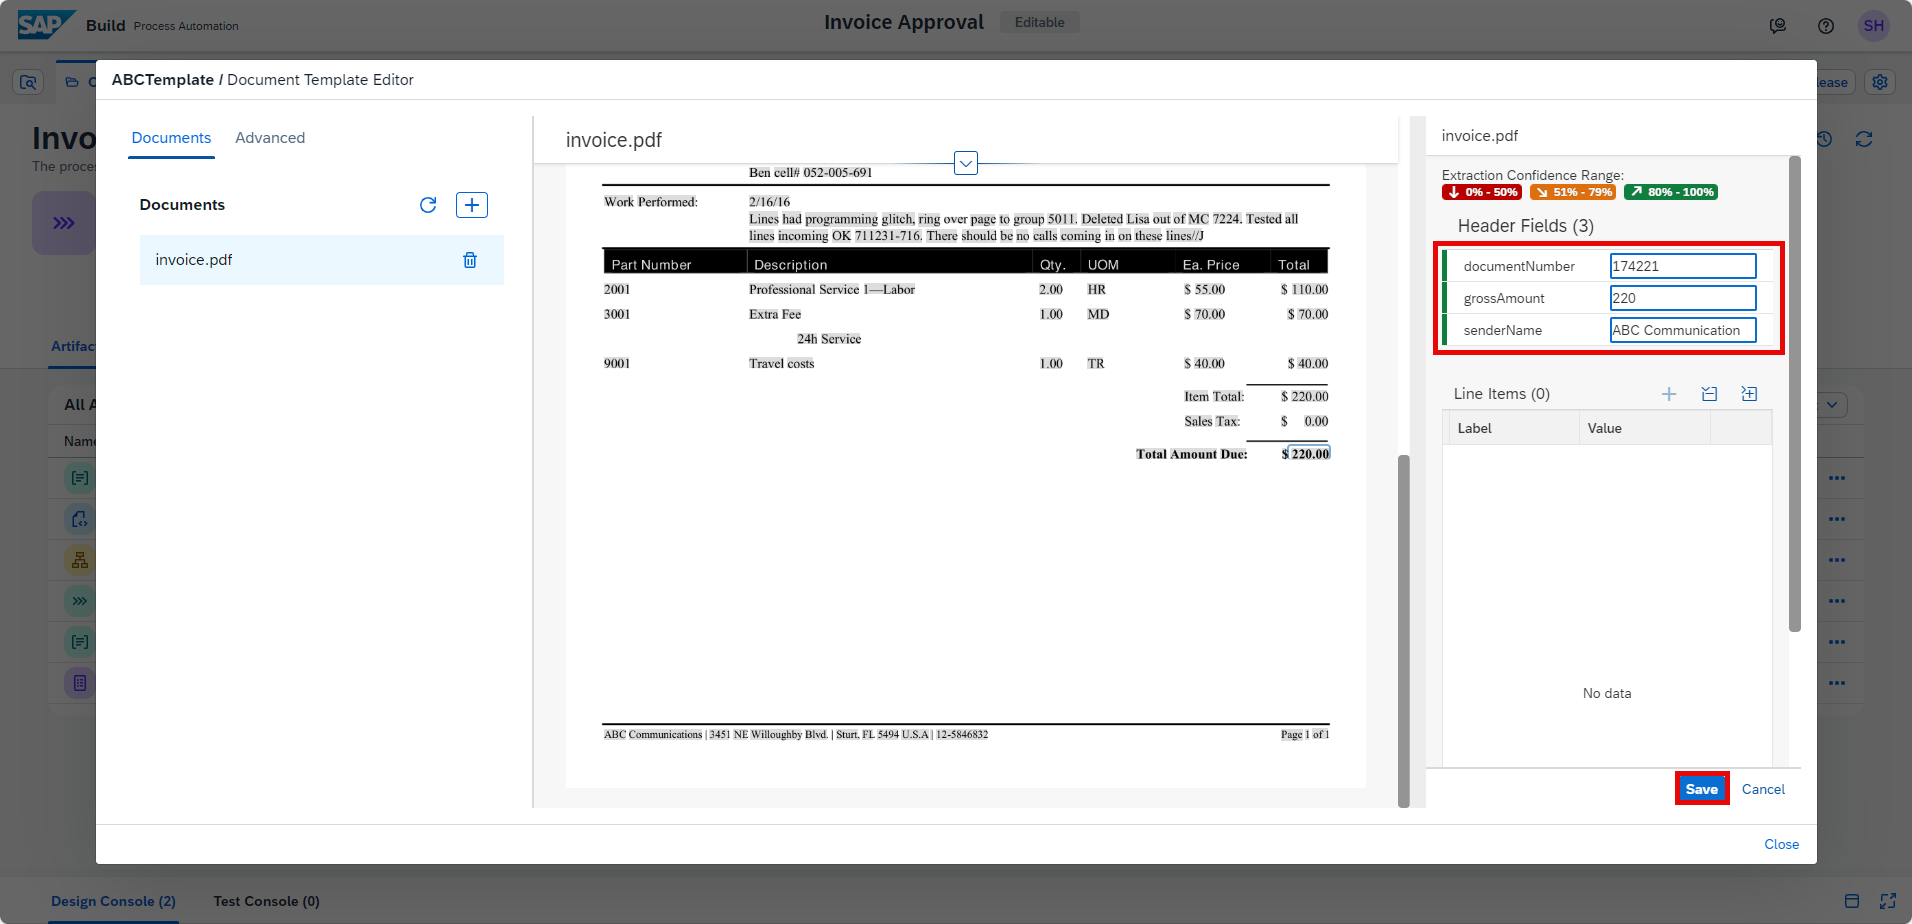 SAP Build Process Automation
Invoice Approval Editable
SH
lease
ABCTemplate / Document Template Editor
Invo
The proces
Artifac
All A
Name
Documents Advanced
Documents
invoice.pdf
invoice.pdf
Ben cell# 052-005-691
Work Performed: 2/16/16
Lines had programming glitch, ring over page to group 5011. Deleted Lisa out of MC 7224. Tested all
lines incoming OK 711231-716. There should be no calls coming in on these lines//J
Part Number Description Qty. UOM Ea. Price Total
2001 Professional Service 1—Labor 2.00 HR $ 55.00 $ 110.00
3001 Extra Fee 1.00 MD $ 70.00 $ 70.00
24h Service
9001 Travel costs 1.00 TR $ 40.00 $ 40.00
Item Total: $ 220.00
Sales Tax: $ 0.00
Total Amount Due: $ 220.00
ABC Communications | 3451 NE Willoughby Blvd. | Sturt, FL 5494 U.S.A | 12-5846832 Page 1 of 1
invoice.pdf
Extraction Confidence Range:
0% - 50% 51% - 79% 80% - 100%
Header Fields (3)
documentNumber 174221
grossAmount 220
senderName ABC Communication
Line Items (0)
Label Value
No data
Save Cancel
Close
Design Console (2) Test Console (0)